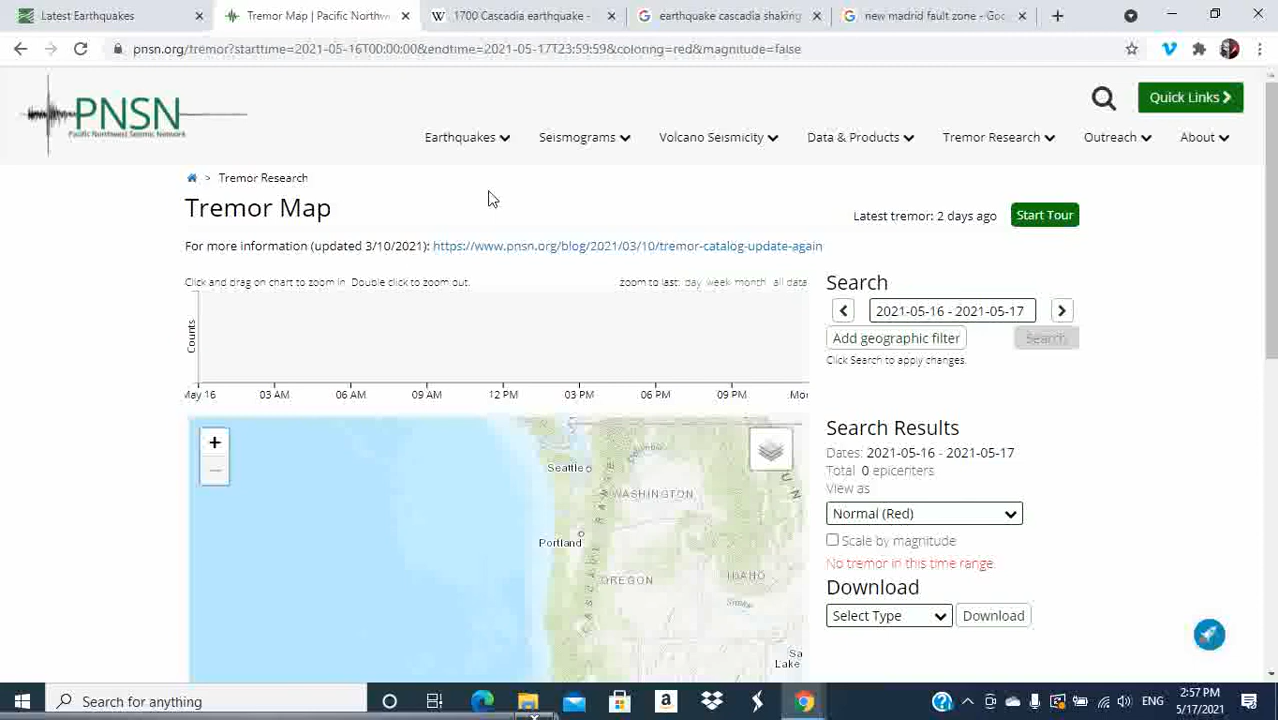 Latest Earthquakes
Tremor Map | Pacific Northw
1700 Cascadia earthquake -
earthquake cascadia shaking
new madrid fault zone - Goo
pnsn.org/tremor?starttime=2021-05-16T00:00:00&endtime=2021-05-17T23:59:59&coloring=red&magnitude=false
PNSN
Pacific Northwest Seismic Network
Quick Links
Earthquakes
Seismograms
Volcano Seismicity
Data & Products
Tremor Research
Outreach
About
> Tremor Research
Tremor Map
Latest tremor: 2 days ago
Start Tour
For more information (updated 3/10/2021): https://www.pnsn.org/blog/2021/03/10/tremor-catalog-update-again
Click and drag on chart to zoom in. Double click to zoom out.
zoom to last: day week month all data
Counts
May 16
03 AM
06 AM
09 AM
12 PM
03 PM
06 PM
09 PM
Mon
Search
2021-05-16 - 2021-05-17
Add geographic filter
Search
Click Search to apply changes.
Search Results
Dates: 2021-05-16 - 2021-05-17
Total 0 epicenters
View as
Normal (Red)
Scale by magnitude
No tremor in this time range.
Download
Select Type
Download
+
−
Seattle
WASHINGTON
Portland
OREGON
IDAHO
Sa
Lake
Search for anything
ENG
2:57 PM
5/17/2021